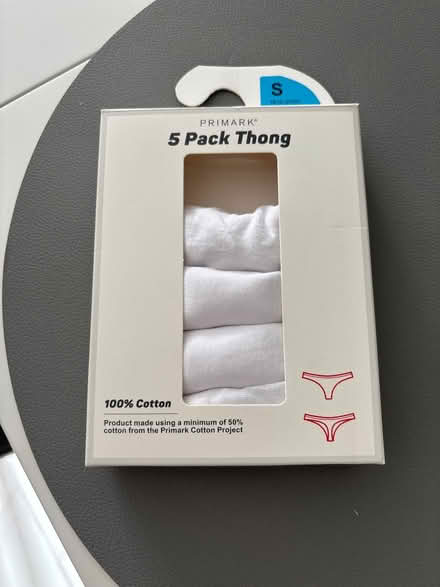 S
PRIMARK®
5 Pack Thong
100% Cotton
Product made using a minimum of 50%
cotton from the Primark Cotton Project